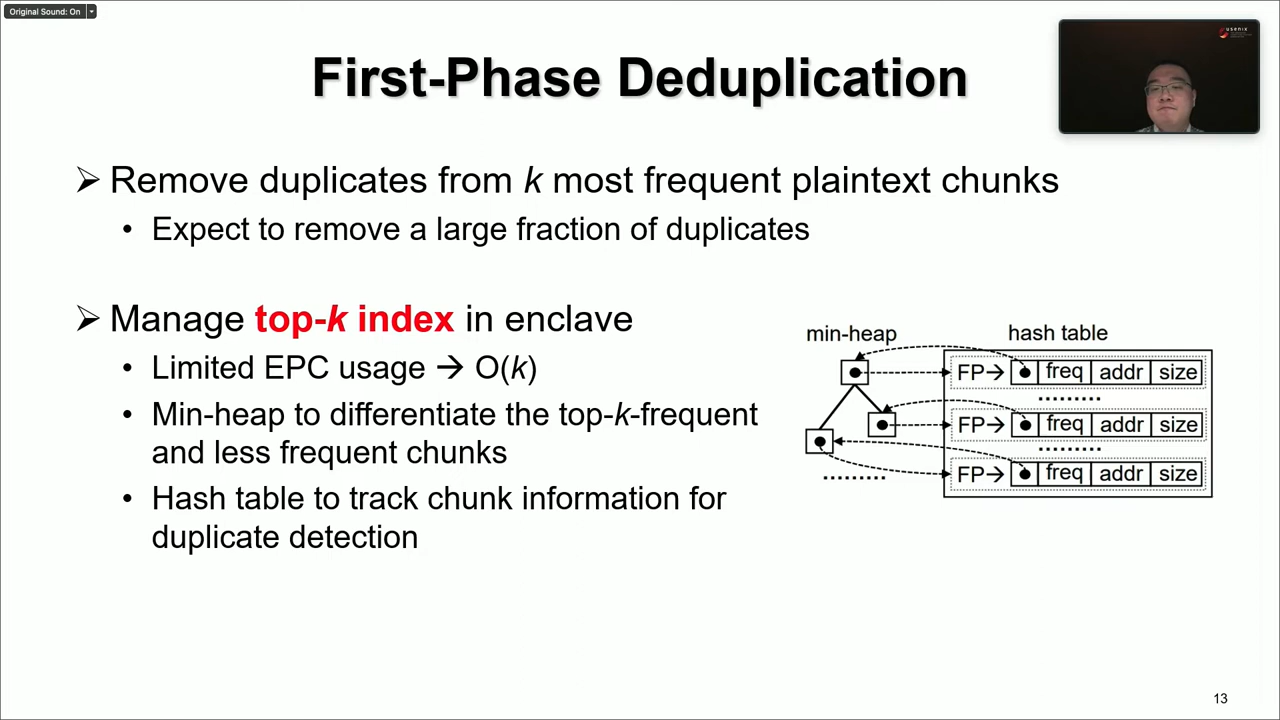 Original Sound: On
First-Phase Deduplication
usenix
Remove duplicates from k most frequent plaintext chunks
• Expect to remove a large fraction of duplicates
Manage top-k index in enclave
• Limited EPC usage → O(k)
• Min-heap to differentiate the top-k-frequent
and less frequent chunks
• Hash table to track chunk information for
duplicate detection
min-heap
hash table
FP→ freq addr size
FP→ freq addr size
FP→ freq addr size
13